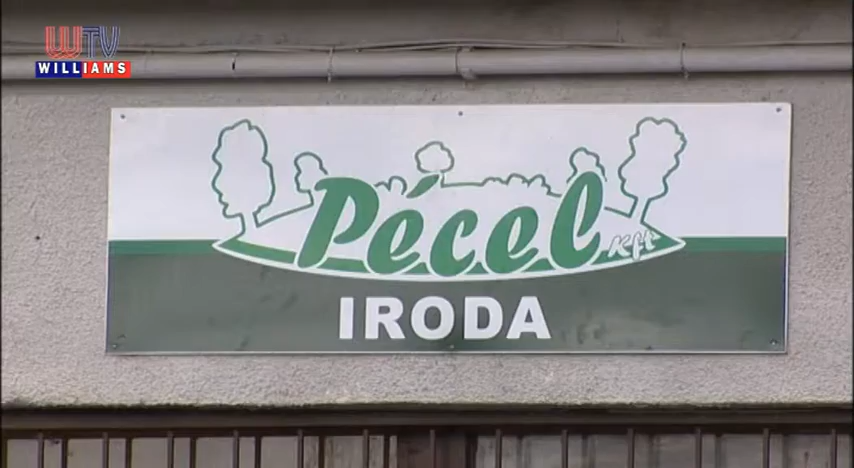 WTV
WILLIAMS
Pécel
Kft
IRODA